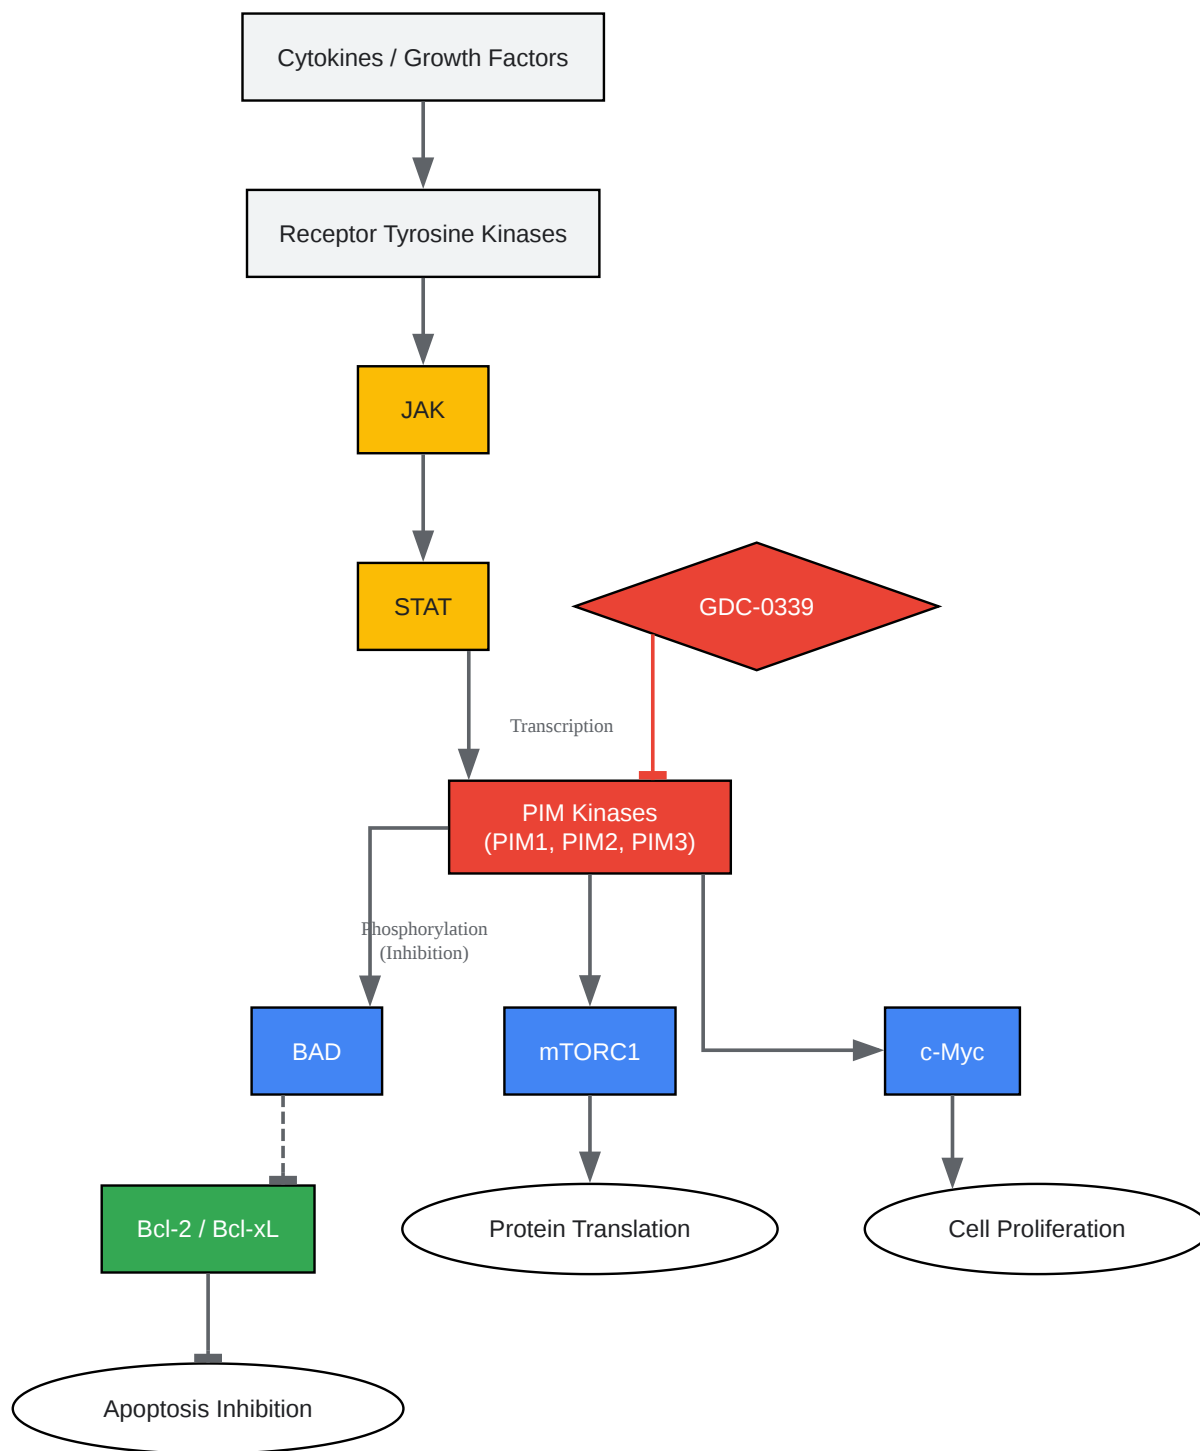 Cytokines / Growth Factors
Receptor Tyrosine Kinases
JAK
STAT
GDC-0339
Transcription
PIM Kinases
(PIM1, PIM2, PIM3)
Phosphorylation
(Inhibition)
BAD
mTORC1
c-Myc
Bcl-2 / Bcl-xL
Protein Translation
Cell Proliferation
Apoptosis Inhibition